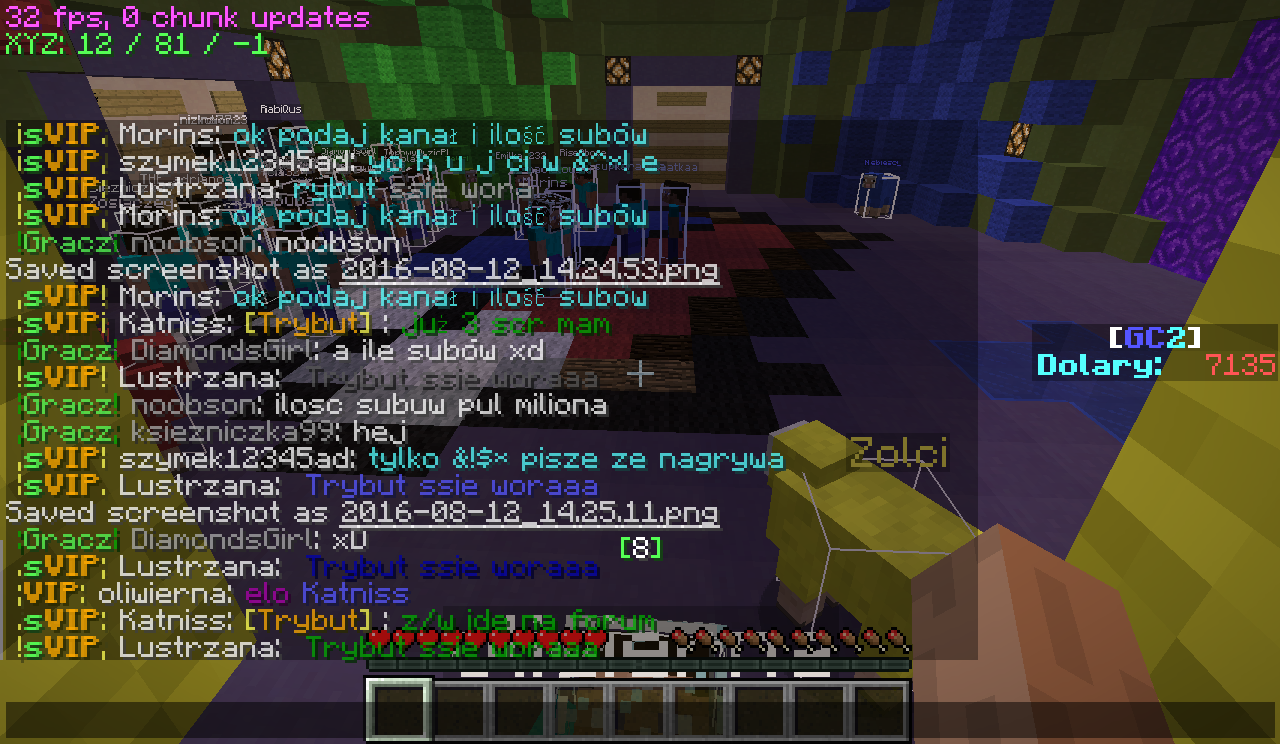 32 fps, 0 chunk updates
XYZ: 12 / 81 / -1
RabiQus
sVIP. Morins: ok podaj kanał i ilość subów
sVIP. szymek12345ad: yo h u j ci w &*×! e
sVIP. Lustrzana: rybut ssie wora
sVIP. Morins: ok podaj kanał i ilość subów
!Gracz! noobson: noobson
Saved screenshot as 2016-08-12_14.24.53.png
.sVIP! Morins: ok podaj kanał i ilość subów
.sVIP¡ Katniss: [Trybut] : już 3 ser mam
[GC2]
¡Gracz! DiamondsGirl: a ile subów xd
Dolary: 7135
!sVIP! Lustrzana: Trybut ssie woraaa
!Gracz! noobson: ilosc subuw pul miliona
.Gracz! ksiezniczka99: hej
.sVIP! szymek12345ad: tylko &!$× pisze ze nagrywa
Zolci
.sVIP¡ Lustrzana: Trybut ssie woraaa
Saved screenshot as 2016-08-12_14.25.11.png
:Gracz! DiamondsGirl: xD
[8]
.sVIP. Lustrzana: Trybut ssie woraaa
¡VIP: oliwierna: elo Katniss
.sVIP. Katniss: [Trybut] : z/w ide na forum
.sVIP. Lustrzana: Trybut ssie woraaa